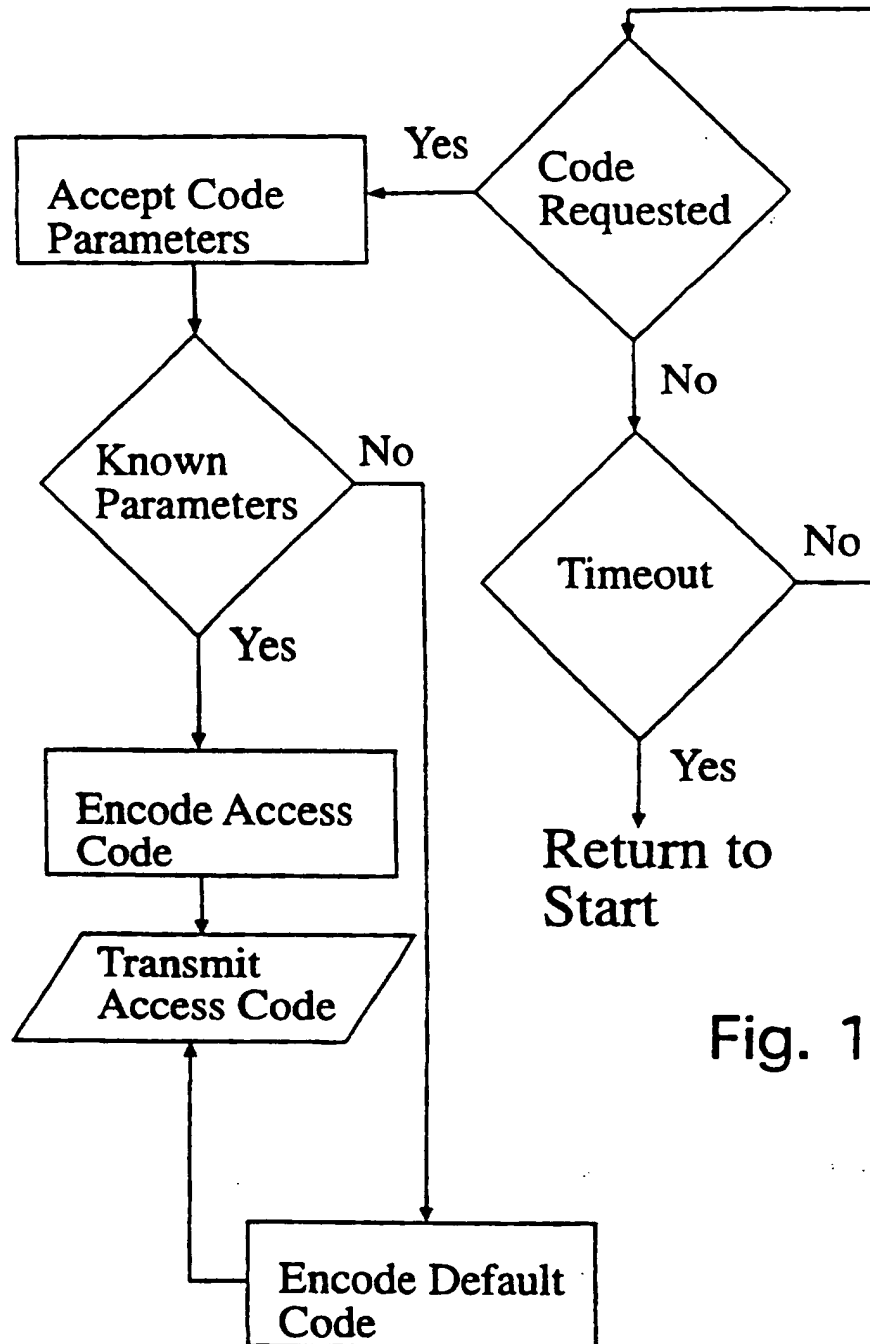 Yes
Code
Requested
Accept Code
Parameters
No
Known
Parameters
No
Timeout
No
Yes
Encode Access
Code
Yes
Return to
Start
Transmit
Access Code
Fig. 1
Encode Default
Code